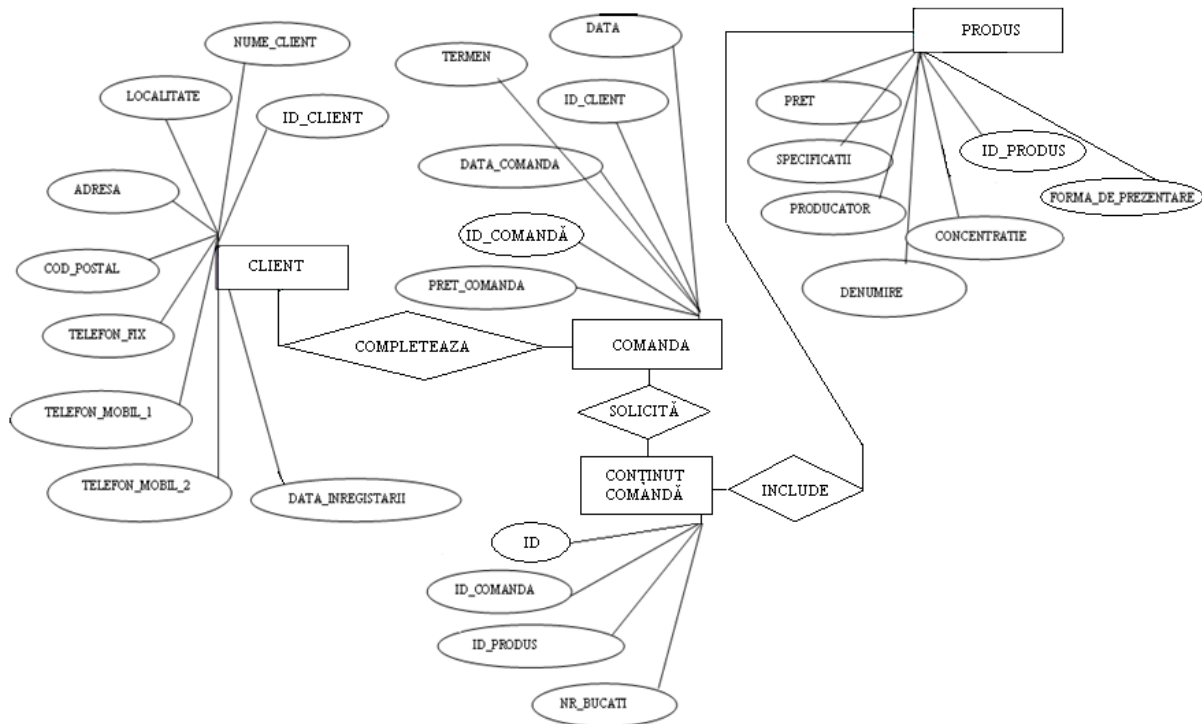 DATA
PRODUS
NUME_CLIENT
TERMEN
LOCALITATE
ID_CLIENT
PRET
ID_CLIENT
ID_PRODUS
SPECIFICATII
DATA_COMANDA
ADRESA
FORMA_DE_PREZENTARE
PRODUCATOR
ID_COMANDĂ
CONCENTRATIE
CLIENT
COD_POSTAL
PRET_COMANDA
DENUMIRE
TELEFON_FIX
COMPLETEAZA
COMANDA
TELEFON_MOBIL_1
SOLICITĂ
CONŢINUT
COMANDĂ
TELEFON_MOBIL_2
DATA_INREGISTARII
INCLUDE
ID
ID_COMANDA
ID_PRODUS
NR_BUCATI